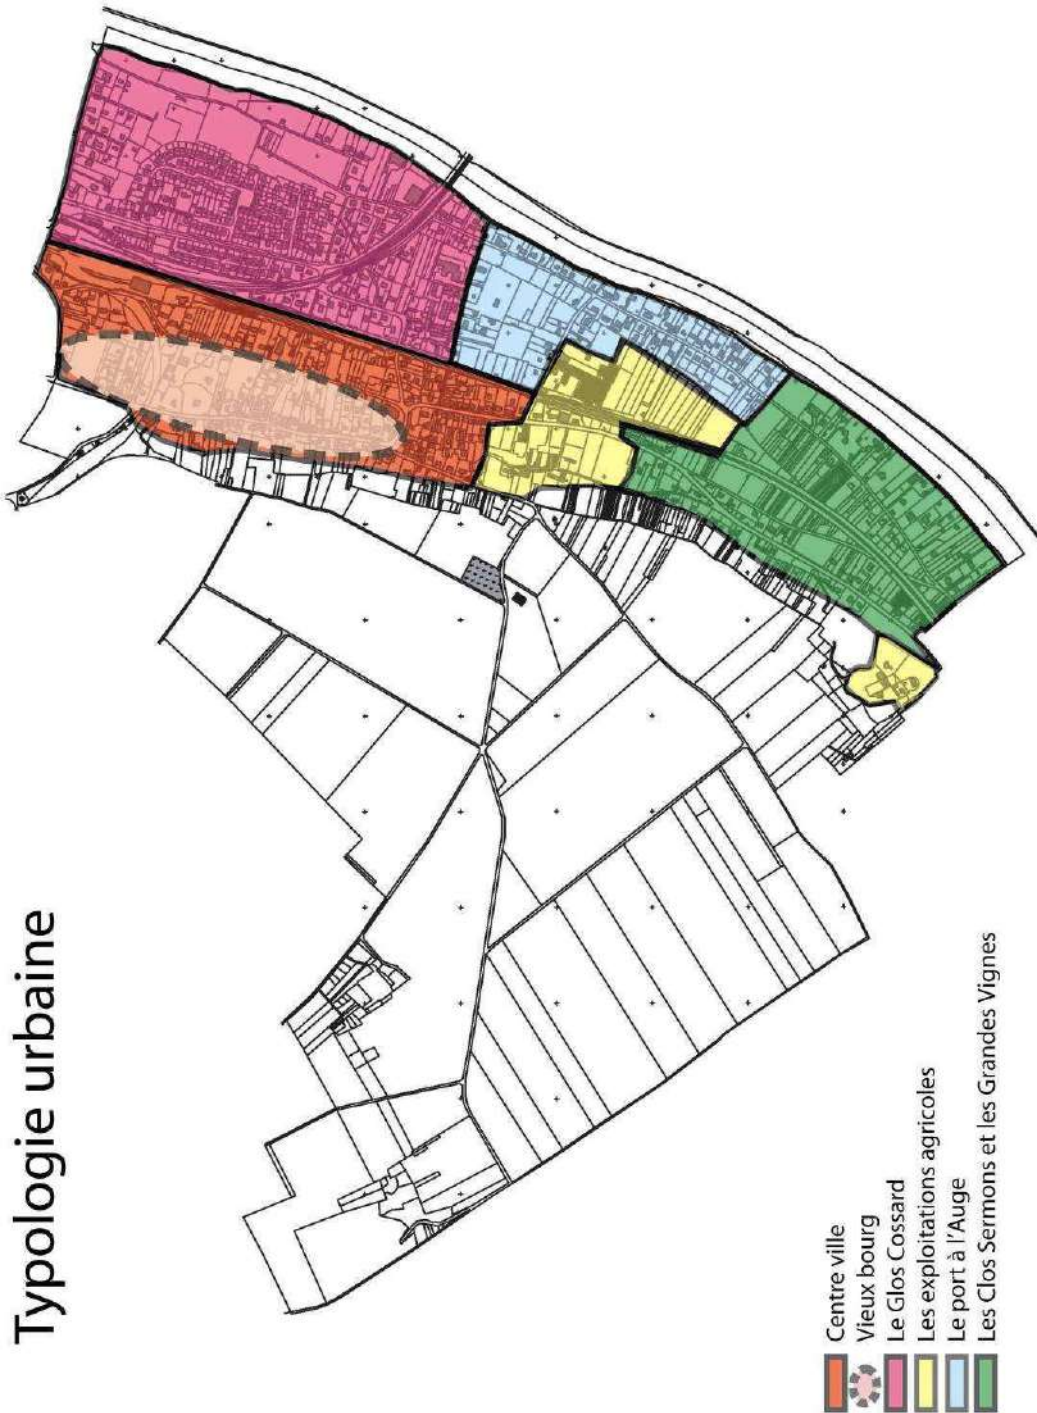 Typologie urbaine
Centre ville
Vieux bourg
Le Glos Cossard
Les exploitations agricoles
Le port à l'Auge
Les Clos Sermons et les Grandes Vignes